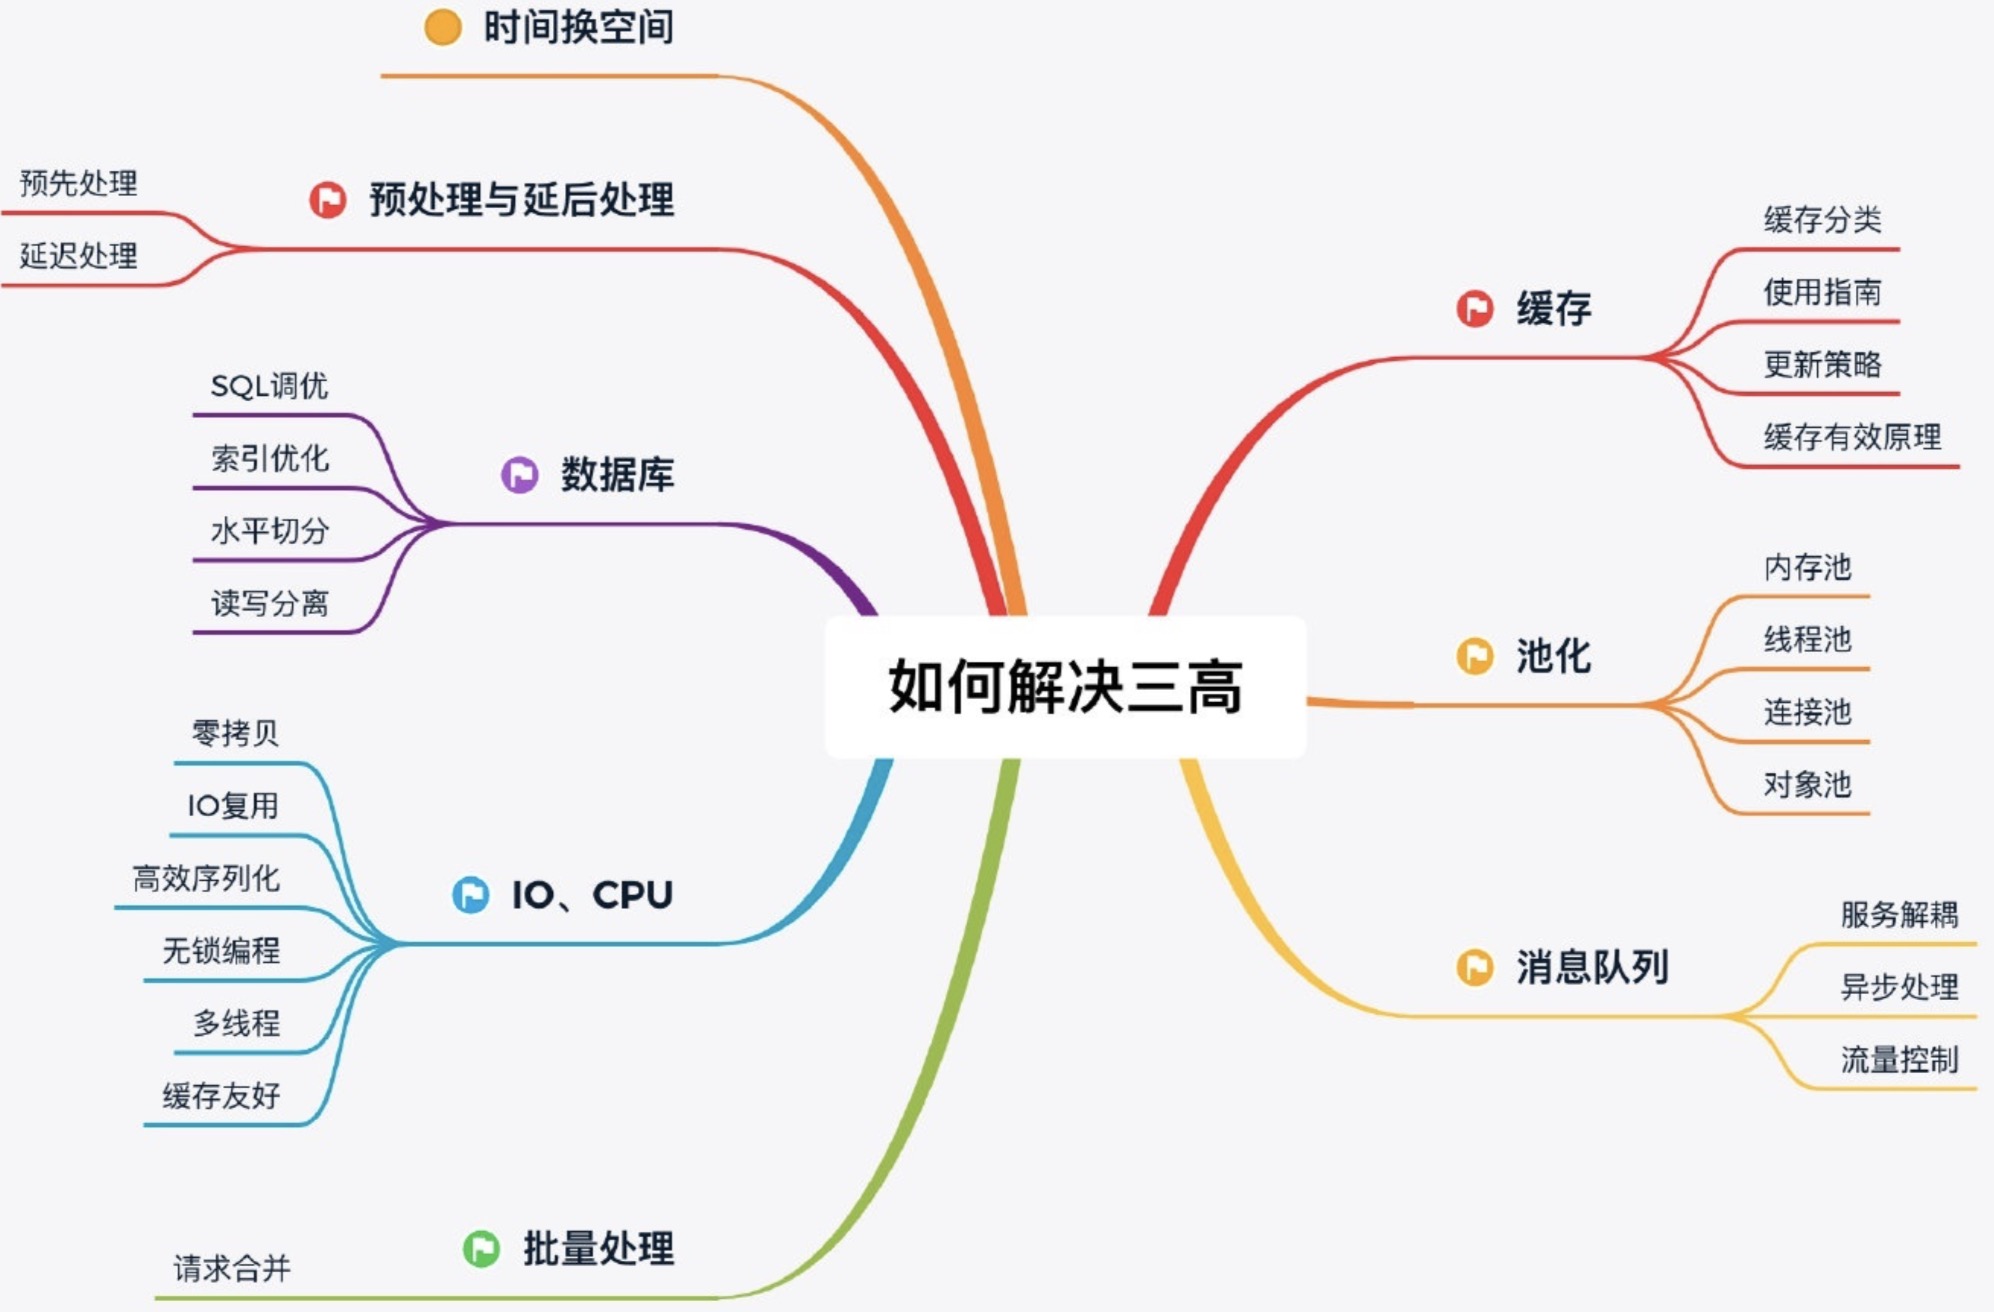 如何解决三高
缓存
缓存分类
使用指南
更新策略
缓存有效原理
池化
内存池
线程池
连接池
对象池
消息队列
服务解耦
异步处理
流量控制
时间换空间
预处理与延后处理
预先处理
延迟处理
数据库
SQL调优
索引优化
水平切分
读写分离
IO、CPU
零拷贝
IO复用
高效序列化
无锁编程
多线程
缓存友好
批量处理
请求合并